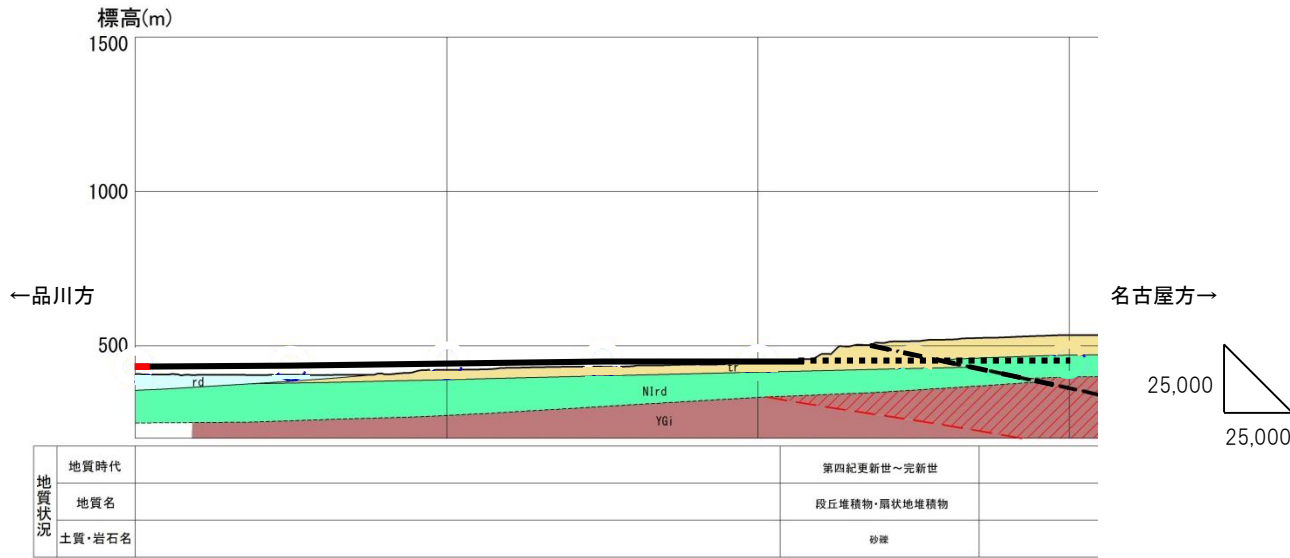 標高(m)
1500
1000
←品川方
名古屋方→
500
rd
tr
NIrd
YGi
25,000
25,000
地質状況
地質時代
第四紀更新世～完新世
地質名
段丘堆積物・扇状地堆積物
土質・岩石名
砂礫